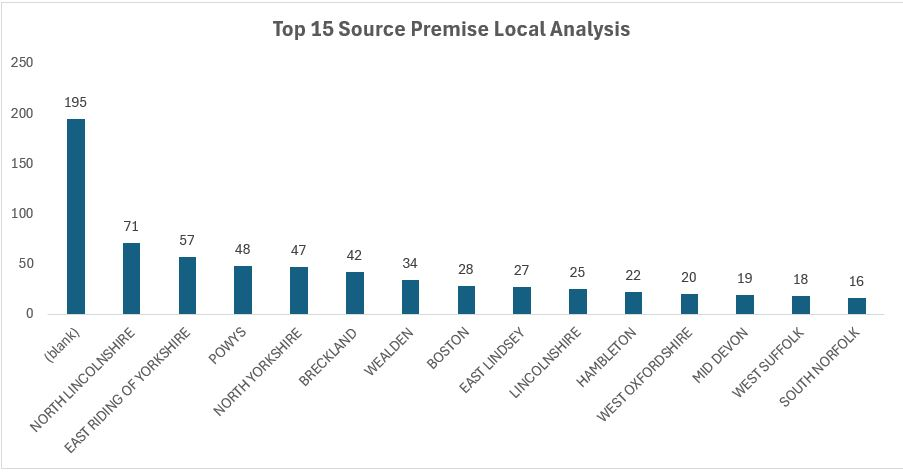 Top 15 Source Premise Local Analysis
250
200
150
100
50
0
195
71
57
48
47
42
34
28
27
25
22
20
19
18
16
(blank)
NORTH LINCOLNSHIRE
EAST RIDING OF YORKSHIRE
POWYS
NORTH YORKSHIRE
BRECKLAND
WEALDEN
BOSTON
EAST LINDSEY
LINCOLNSHIRE
HAMBLETON
WEST OXFORDSHIRE
MID DEVON
WEST SUFFOLK
SOUTH NORFOLK